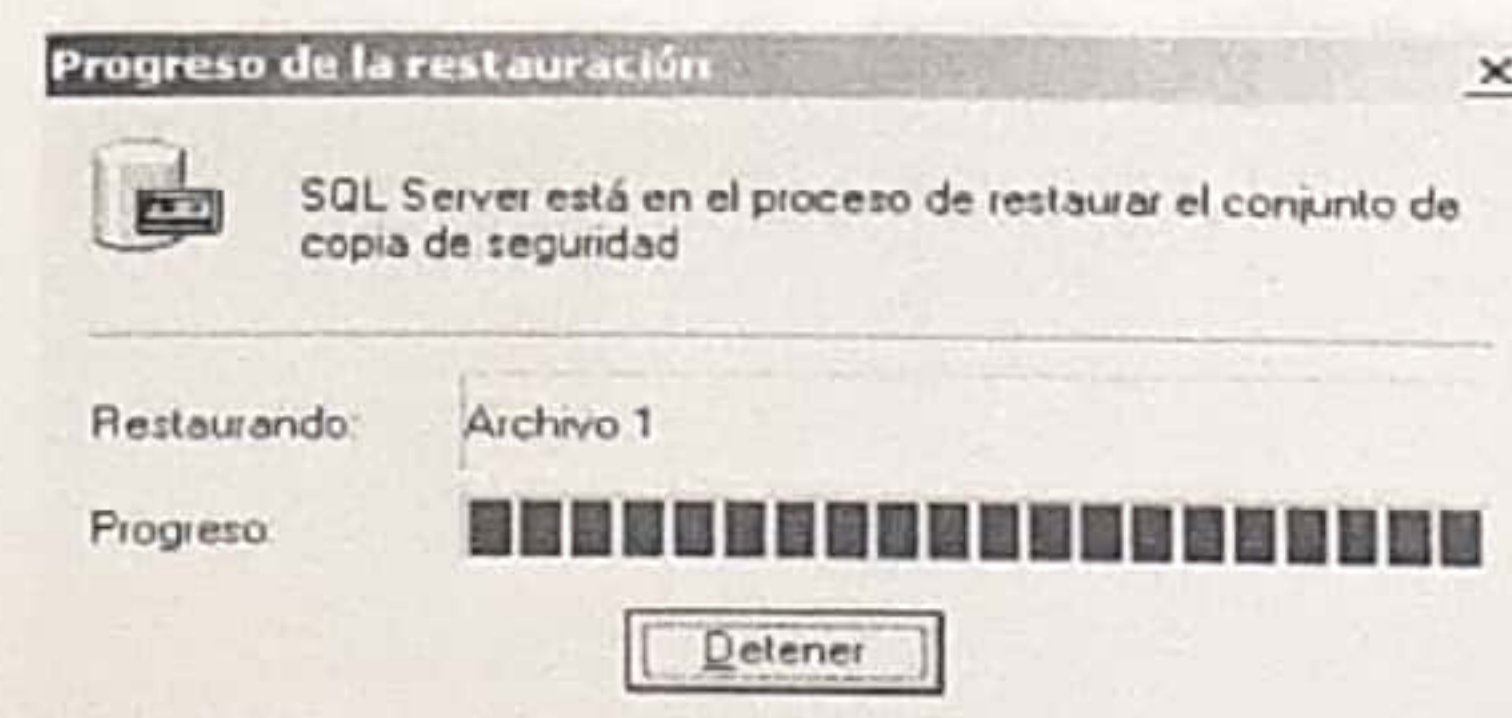 Progreso de la restauración
SQL Server está en el proceso de restaurar el conjunto de
copia de seguridad
Restaurando: Archivo 1
Progreso
Detener